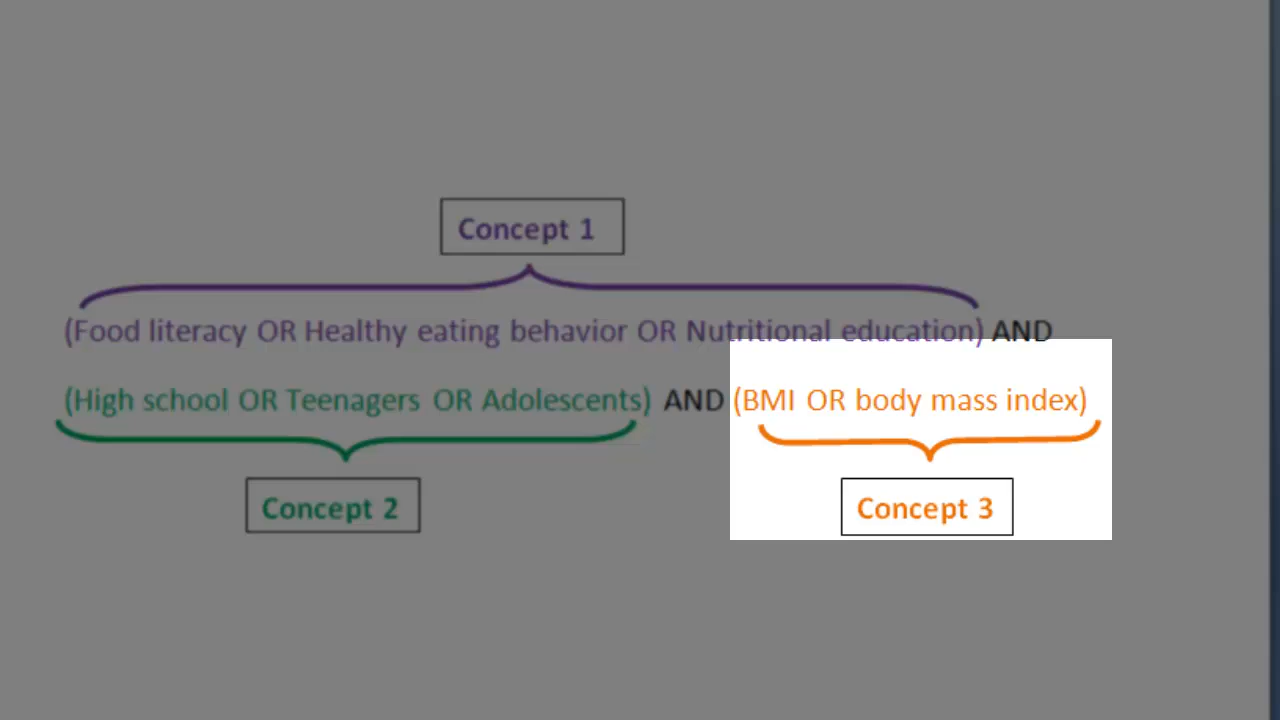 Concept 1
(Food literacy OR Healthy eating behavior OR Nutritional education) AND
(High school OR Teenagers OR Adolescents) AND (BMI OR body mass index)
Concept 2
Concept 3